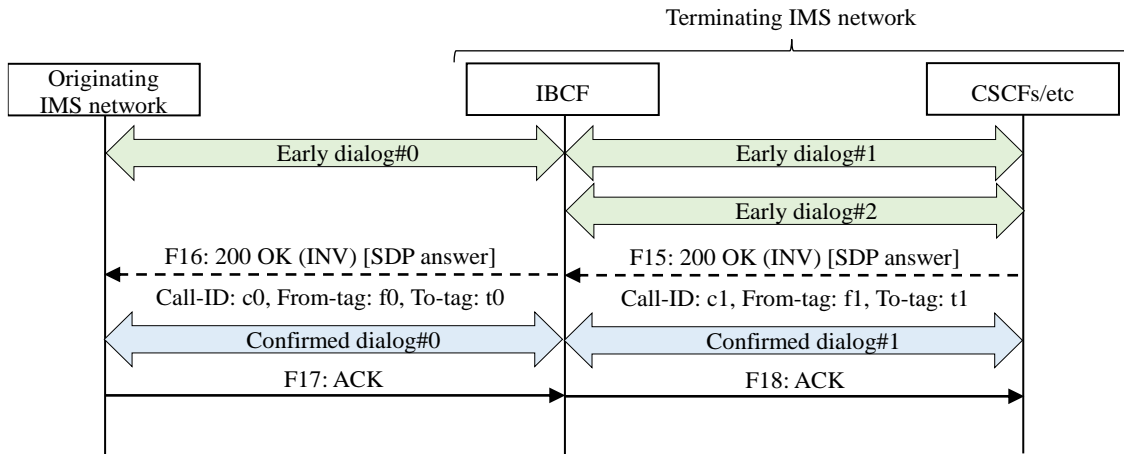 Terminating IMS network
Originating
IMS network
IBCF
CSCFs/etc
Early dialog#0
Early dialog#1
Early dialog#2
F16: 200 OK (INV) [SDP answer]
F15: 200 OK (INV) [SDP answer]
Call-ID: c0, From-tag: f0, To-tag: t0
Call-ID: c1, From-tag: f1, To-tag: t1
Confirmed dialog#0
Confirmed dialog#1
F17: ACK
F18: ACK